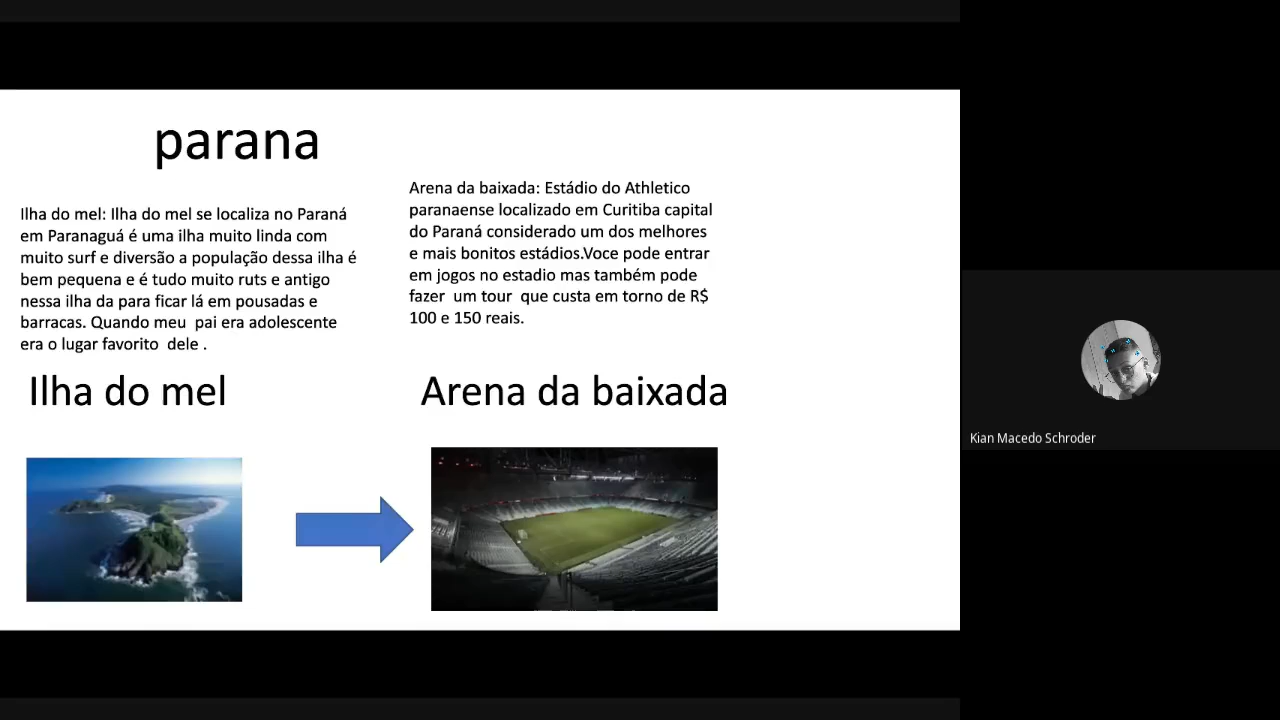 parana
Ilha do mel: Ilha do mel se localiza no Paraná
em Paranaguá é uma ilha muito linda com
muito surf e diversão a população dessa ilha é
bem pequena e é tudo muito ruts e antigo
nessa ilha da para ficar lá em pousadas e
barracas. Quando meu  pai era adolescente
era o lugar favorito  dele .
Ilha do mel
Arena da baixada: Estádio do Athletico
paranaense localizado em Curitiba capital
do Paraná considerado um dos melhores
e mais bonitos estádios.Voce pode entrar
em jogos no estadio mas também pode
fazer  um tour  que custa em torno de R$
100 e 150 reais.
Arena da baixada
Kian Macedo Schroder